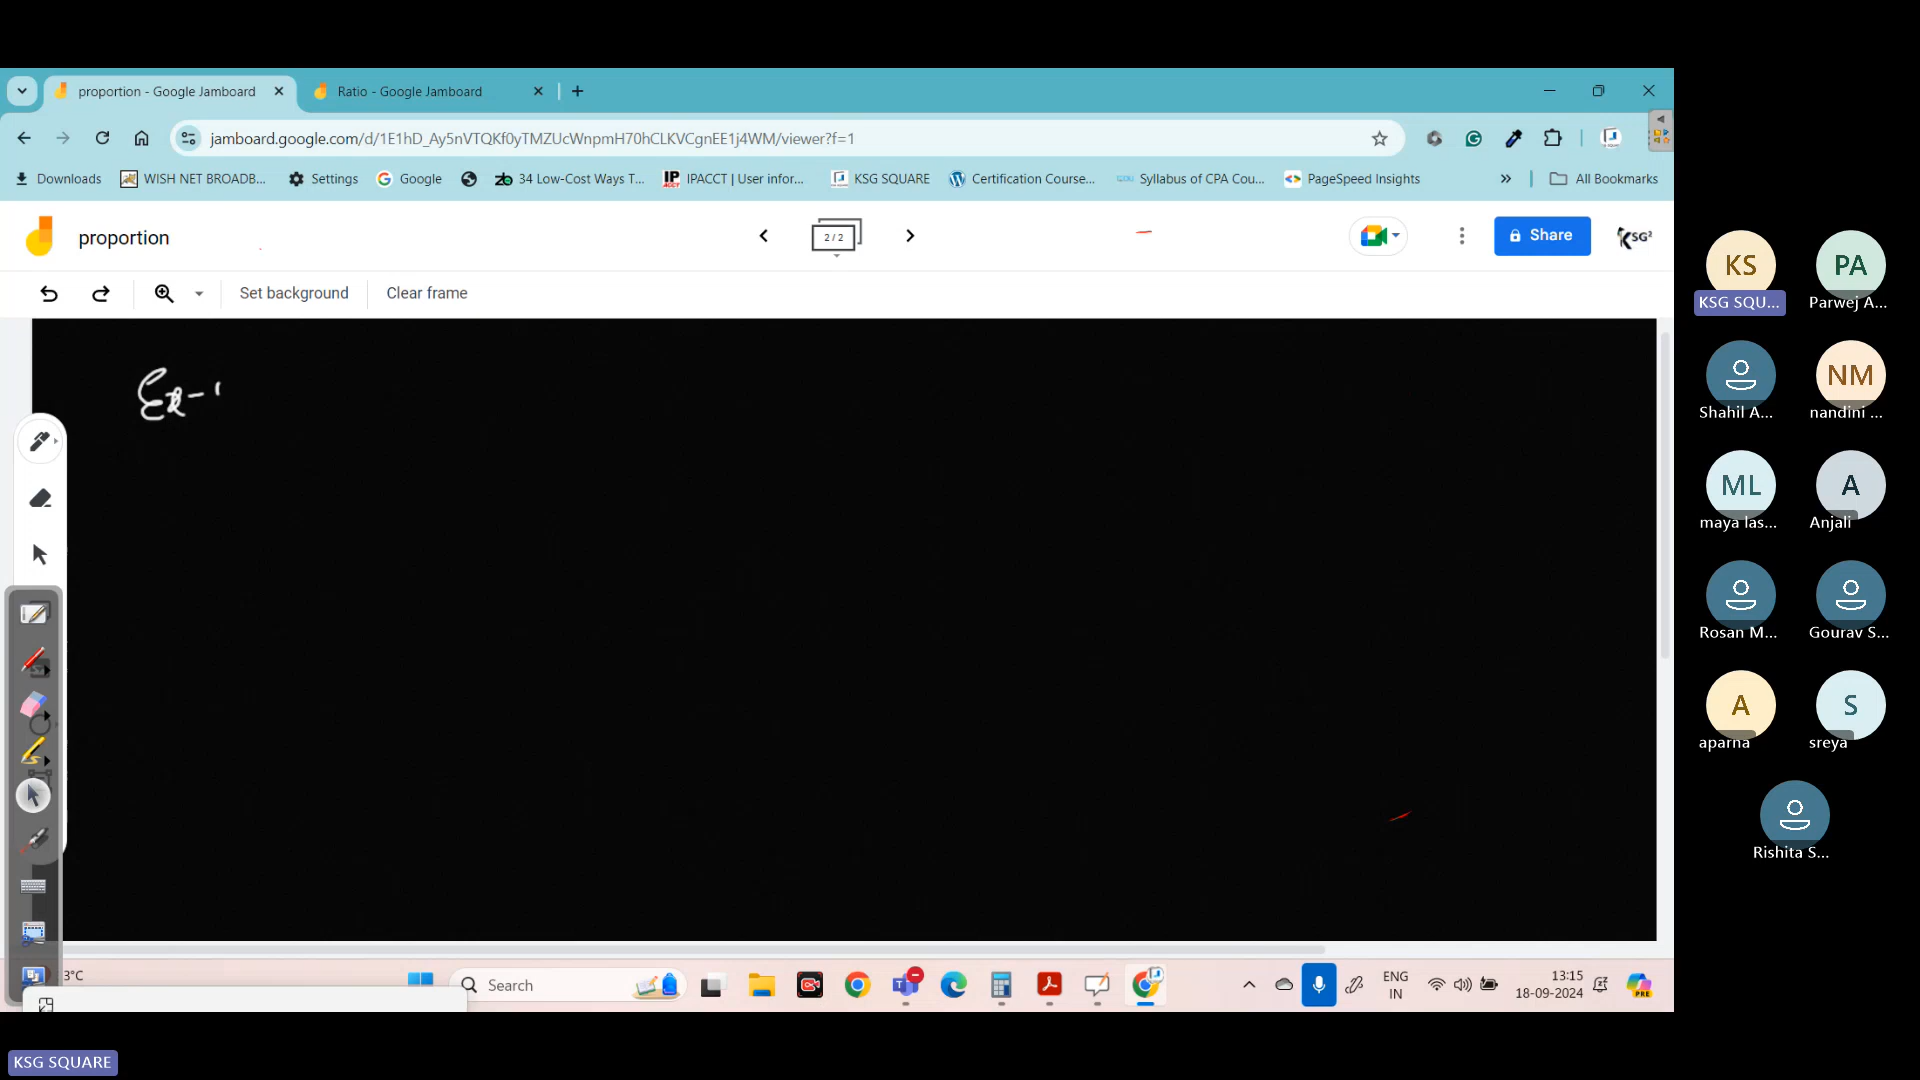 proportion - Google Jamboard
Ratio - Google Jamboard
jamboard.google.com/d/1E1hD_Ay5nVTQKf0yTMZUcWnpmH70hCLKVCgnEE1j4WM/viewer?f=1
Downloads WISH NET BROADB... Settings Google 34 Low-Cost Ways T... IPACCT | User infor... KSG SQUARE Certification Course... Syllabus of CPA Cou... PageSpeed Insights » All Bookmarks
proportion
2 / 2
Share
KSG²
Set background
Clear frame
Ex-1
3°C
Search
ENG
IN
13:15
18-09-2024
PRE
KS
KSG SQU...
PA
Parwej A...
Shahil A...
NM
nandini ...
ML
maya las...
A
Anjali
Rosan M...
Gourav S...
A
aparna
S
sreya
Rishita S...
KSG SQUARE